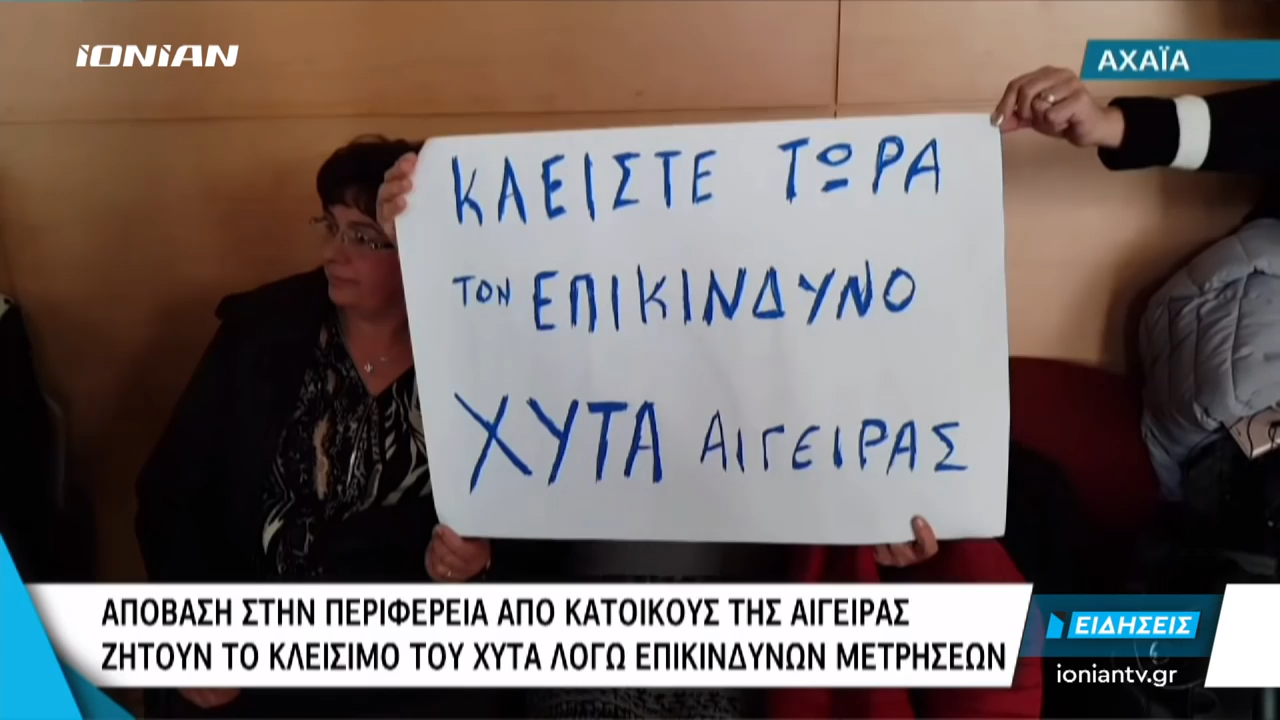 IONIAN
ΑΧΑΪΑ
ΚΛΕΙΣΤΕ ΤΩΡΑ
ΤΟΝ ΕΠΙΚΙΝΔΥΝΟ
ΧΥΤΑ ΑΙΓΕΙΡΑΣ
ΑΠΟΒΑΣΗ ΣΤΗΝ ΠΕΡΙΦΕΡΕΙΑ ΑΠΟ ΚΑΤΟΙΚΟΥΣ ΤΗΣ ΑΙΓΕΙΡΑΣ
ΖΗΤΟΥΝ ΤΟ ΚΛΕΙΣΙΜΟ ΤΟΥ ΧΥΤΑ ΛΟΓΩ ΕΠΙΚΙΝΔΥΝΩΝ ΜΕΤΡΗΣΕΩΝ
ΕΙΔΗΣΕΙΣ
ioniantv.gr